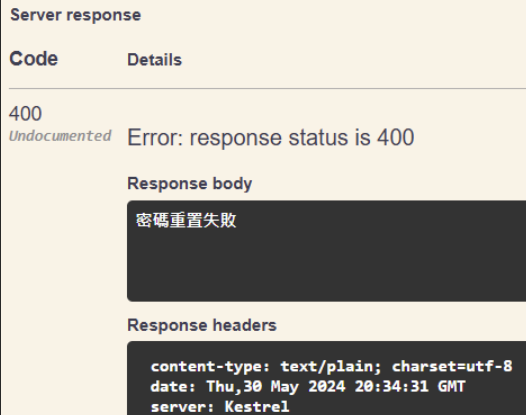 Server response
Code Details
400
Undocumented
Error: response status is 400
Response body
密碼重置失敗
Response headers
content-type: text/plain; charset=utf-8
date: Thu,30 May 2024 20:34:31 GMT
server: Kestrel